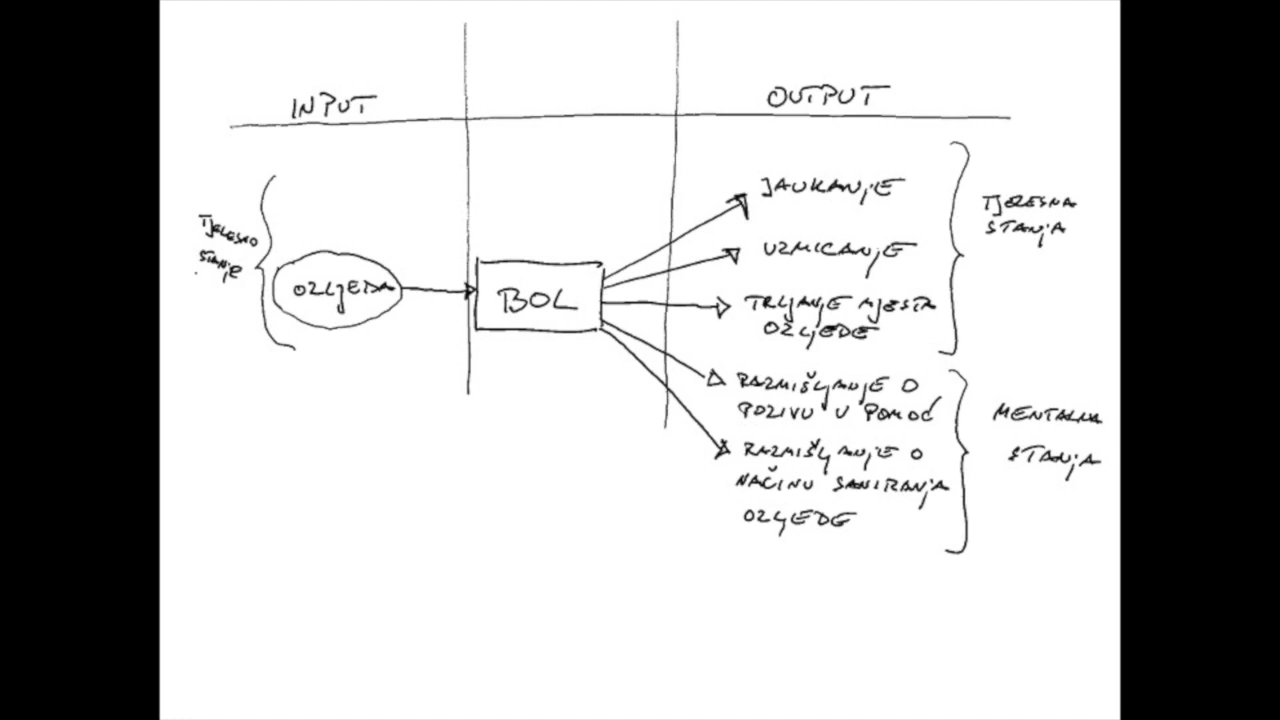 INPUT
OUTPUT
TJELESNO
STANJE
OZLJEDA
BOL
JAUKANJE
UZMICANJE
TRLJANJE MJESTA
OZLJEDE
TJELESNA
STANJA
RAZMIŠLJANJE O
POZIVU U POMOĆ
RAZMIŠLJANJE O
NAČINU SANIRANJA
OZLJEDE
MENTALNA
STANJA